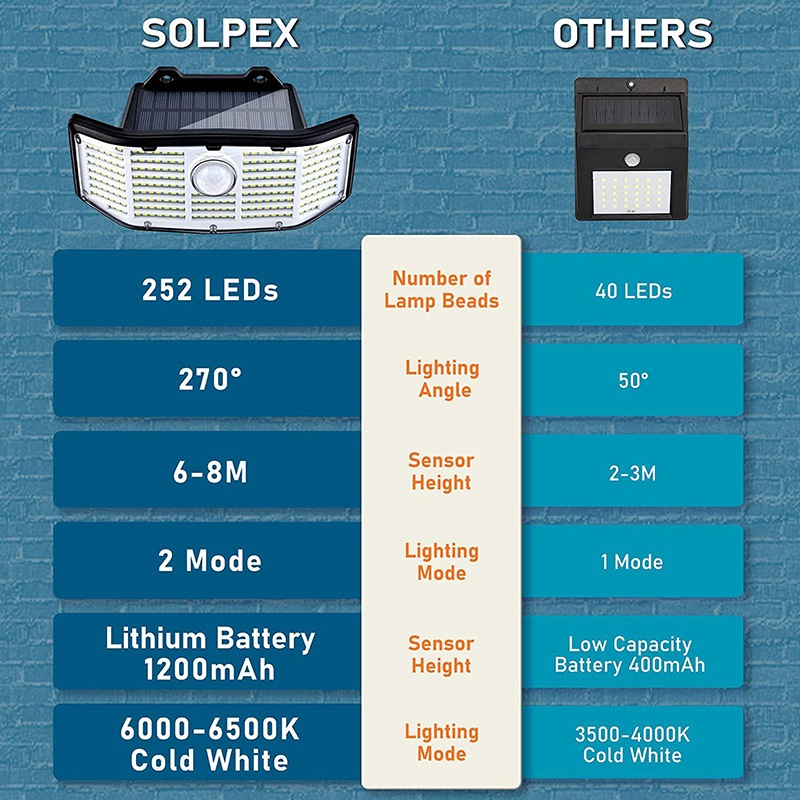 SOLPEX
OTHERS
252 LEDs
Number of
Lamp Beads
40 LEDs
270°
Lighting
Angle
50°
6-8M
Sensor
Height
2-3M
2 Mode
Lighting
Mode
1 Mode
Lithium Battery
1200mAh
Sensor
Height
Low Capacity
Battery 400mAh
6000-6500K
Cold White
Lighting
Mode
3500-4000K
Cold White